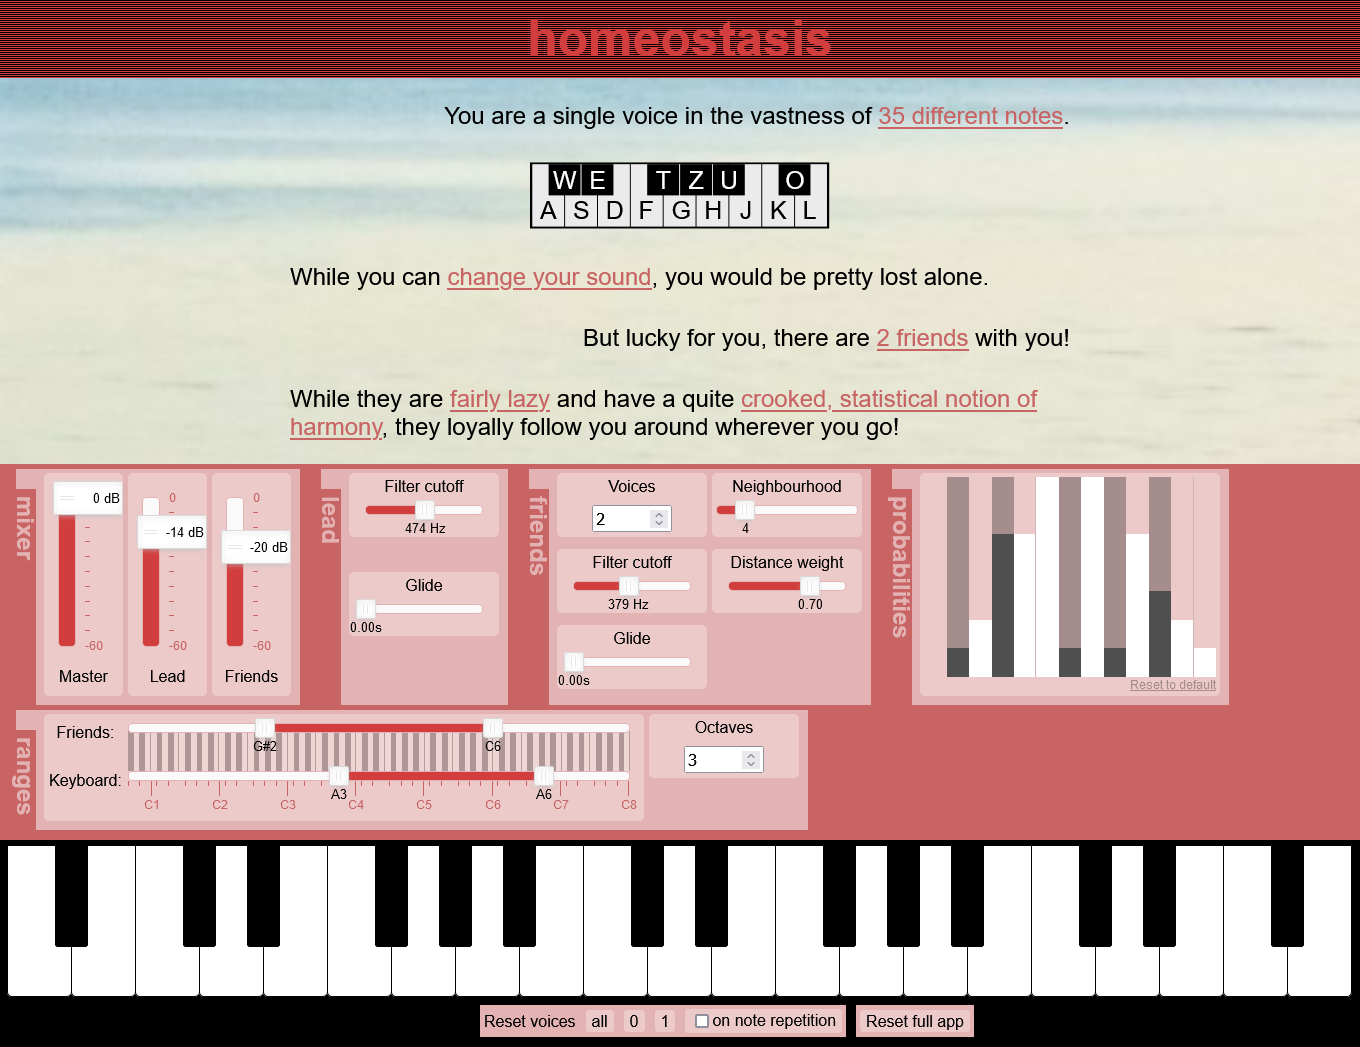 homeostasis
You are a single voice in the vastness of 35 different notes.
W E T Z U O
A S D F G H J K L
While you can change your sound, you would be pretty lost alone.
But lucky for you, there are 2 friends with you!
While they are fairly lazy and have a quite crooked, statistical notion of
harmony, they loyally follow you around wherever you go!
mixer
0 dB
Master
-60
0
-14 dB
-60
Lead
0
-20 dB
-60
Friends
lead
Filter cutoff
474 Hz
Glide
0.00s
friends
Voices
2
Neighbourhood
4
Filter cutoff
379 Hz
Distance weight
0.70
Glide
0.00s
probabilities
Reset to default
ranges
Friends:
G#2 C6
Keyboard:
A3 A6
C1 C2 C3 C4 C5 C6 C7 C8
Octaves
3
Reset voices all 0 1 on note repetition Reset full app